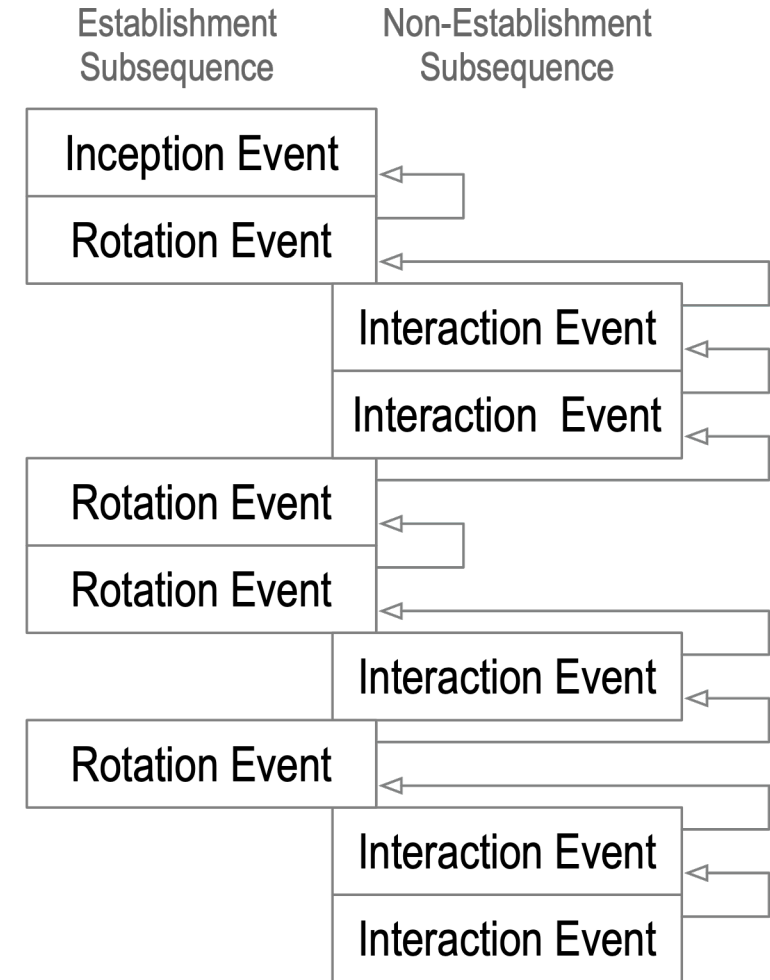 Establishment
Subsequence
Non-Establishment
Subsequence
Inception Event
Rotation Event
Interaction Event
Interaction Event
Rotation Event
Rotation Event
Interaction Event
Rotation Event
Interaction Event
Interaction Event